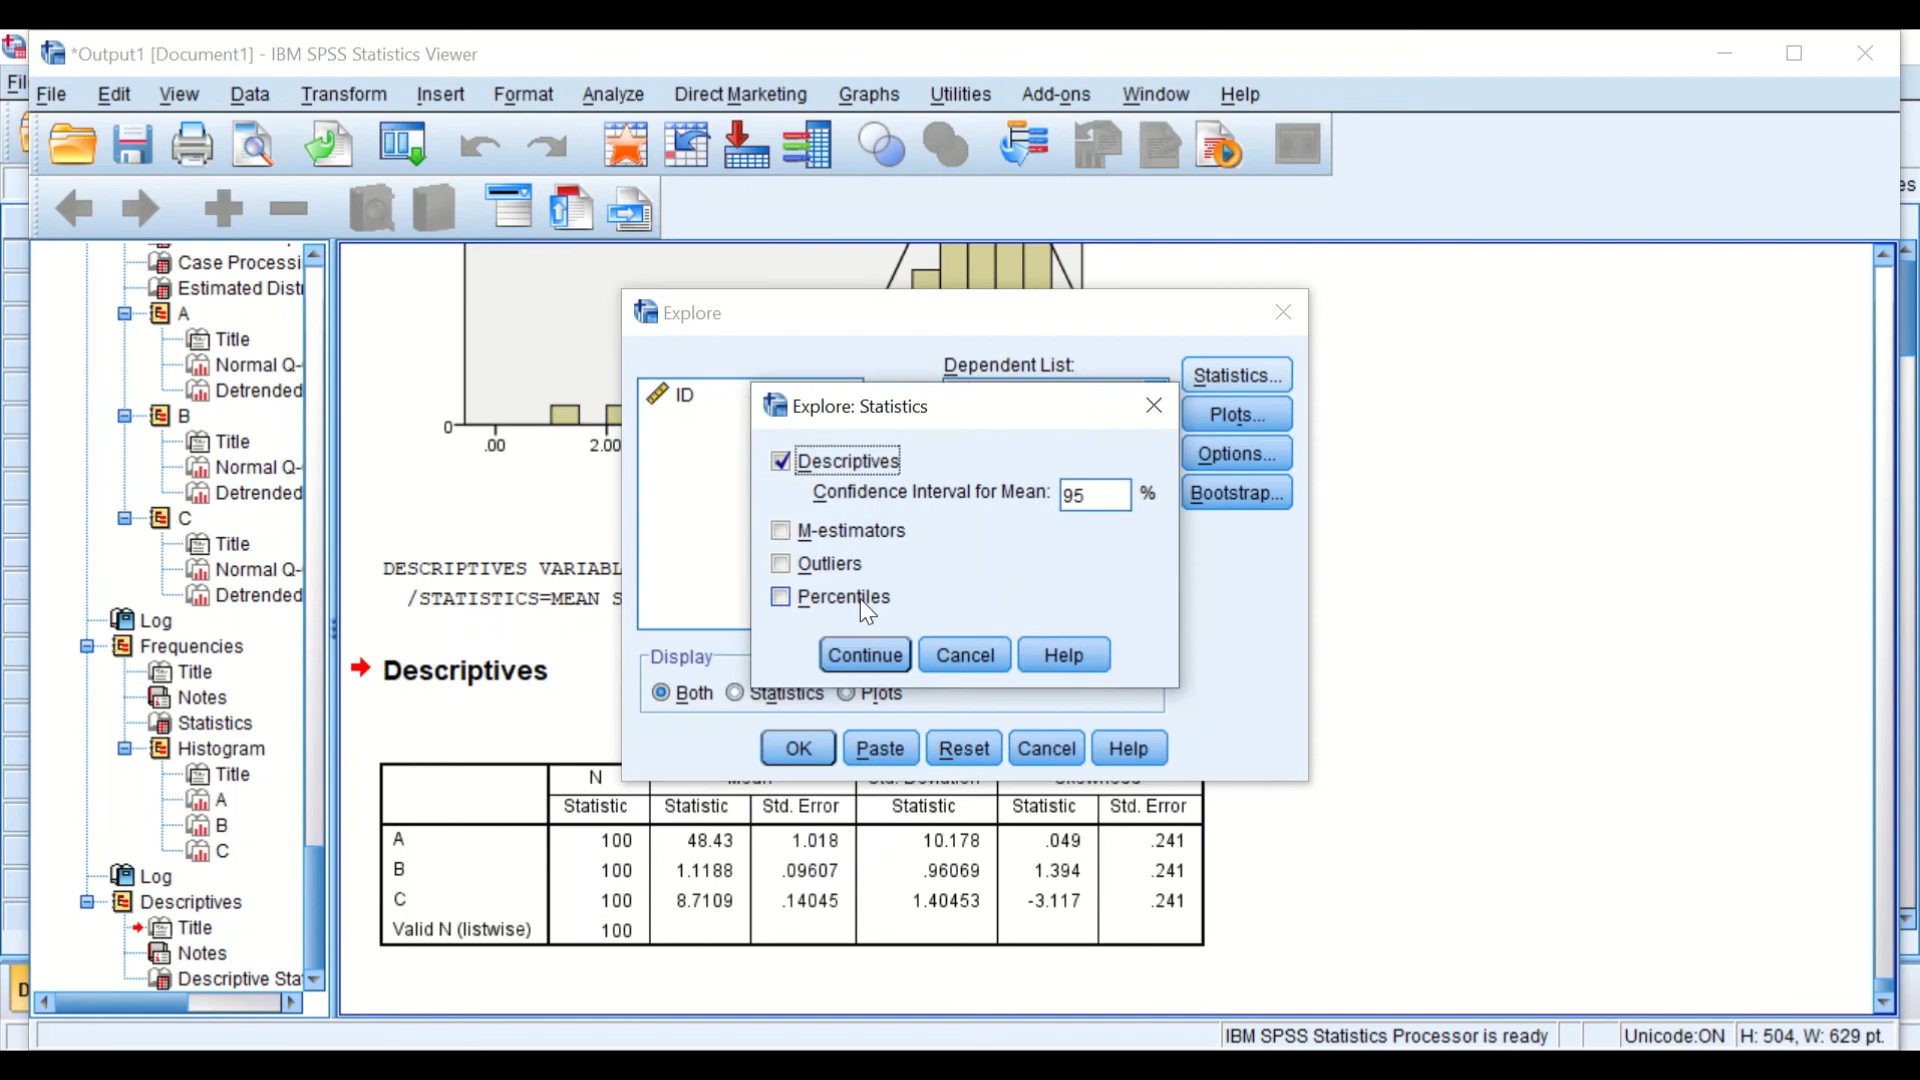 *Output1 [Document1] - IBM SPSS Statistics Viewer
File Edit View Data Transform Insert Format Analyze Direct Marketing Graphs Utilities Add-ons Window Help
Case Processi
Estimated Distr
A
Title
Normal Q-
Detrended
B
Title
Normal Q-
Detrended
C
Title
Normal Q-
Detrended
Log
Frequencies
Title
Notes
Statistics
Histogram
Title
A
B
C
Log
Descriptives
Title
Notes
Descriptive Sta
0
.00 2.00
DESCRIPTIVES VARIABL
/STATISTICS=MEAN S
Descriptives
N
Statistic Statistic Std. Error Statistic Statistic Std. Error
A 100 48.43 1.018 10.178 .049 .241
B 100 1.1188 .09607 .96069 1.394 .241
C 100 8.7109 .14045 1.40453 -3.117 .241
Valid N (listwise) 100
Explore
Dependent List:
ID
Statistics...
Plots...
Options...
Bootstrap...
Display
Both Statistics Plots
OK Paste Reset Cancel Help
Explore: Statistics
Descriptives
Confidence Interval for Mean: 95 %
M-estimators
Outliers
Percentiles
Continue Cancel Help
IBM SPSS Statistics Processor is ready Unicode:ON H: 504, W: 629 pt.